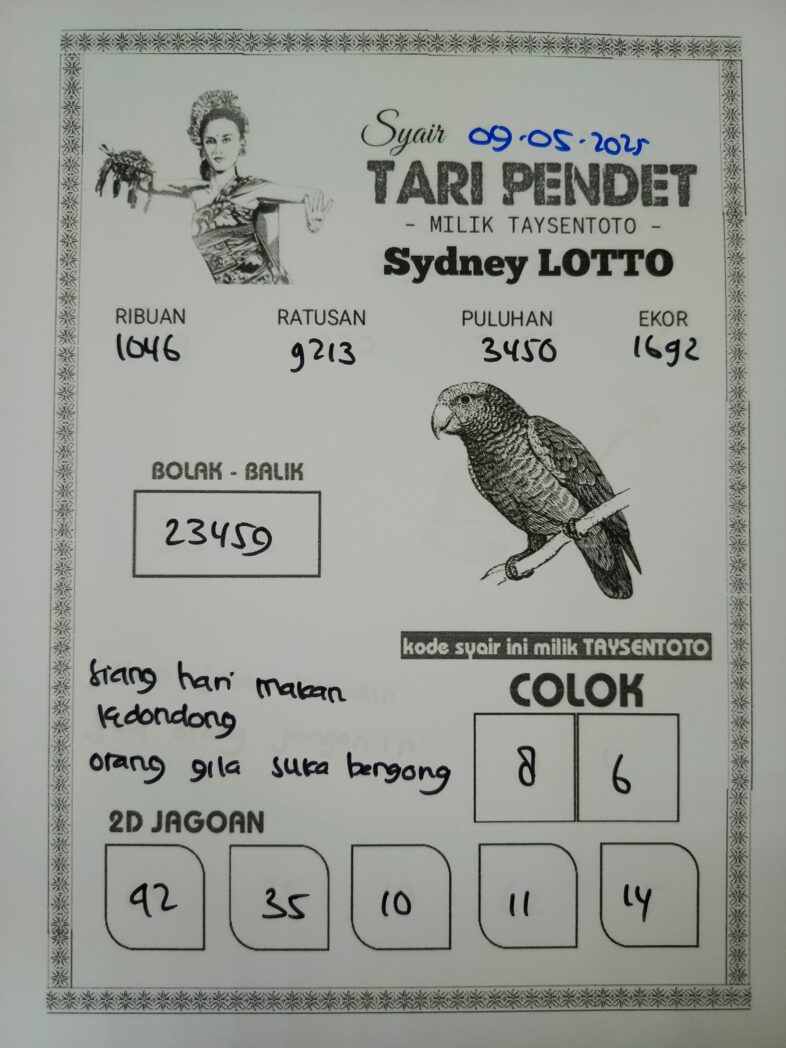 Syair 09.05.2025
TARI PENDET
- MILIK TAYSENTOTO -
Sydney LOTTO
RIBUAN RATUSAN PULUHAN EKOR
1046 9213 3450 1692
BOLAK - BALIK
23459
kode syair ini milik TAYSENTOTO
siang hari makan
kedondong
orang gila suka bengong
COLOK
8 6
2D JAGOAN
92 35 10 11 14